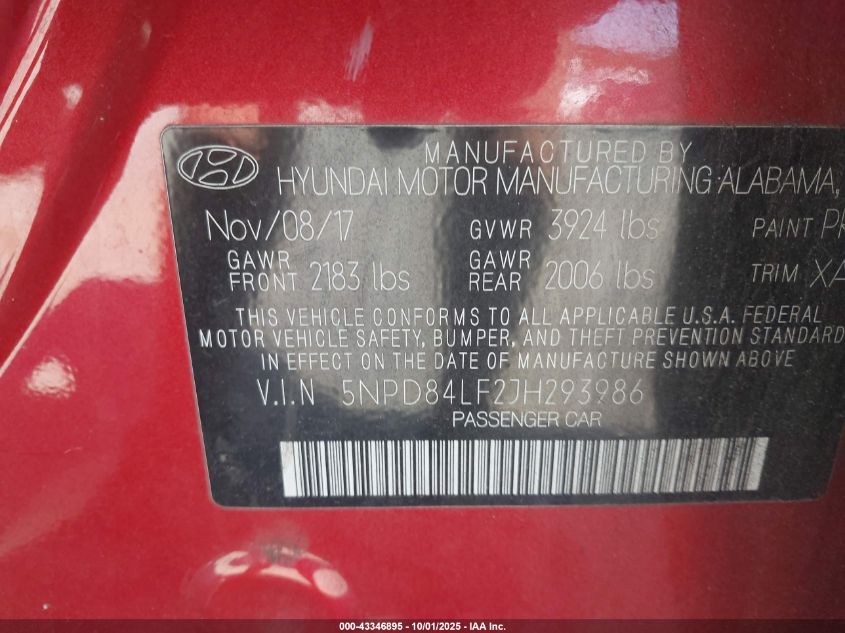 MANUFACTURED BY
HYUNDAI MOTOR MANUFACTURING ALABAMA,
Nov/08/17 GVWR 3924 lbs PAINT
GAWR FRONT 2183 lbs GAWR REAR 2006 lbs TRIM XA
THIS VEHICLE CONFORMS TO ALL APPLICABLE U.S.A. FEDERAL
MOTOR VEHICLE SAFETY, BUMPER, AND THEFT PREVENTION STANDARD
IN EFFECT ON THE DATE OF MANUFACTURE SHOWN ABOVE
V.I.N 5NPD84LF2JH293986
PASSENGER CAR
000-43346895 - 10/01/2025 - IAA Inc.